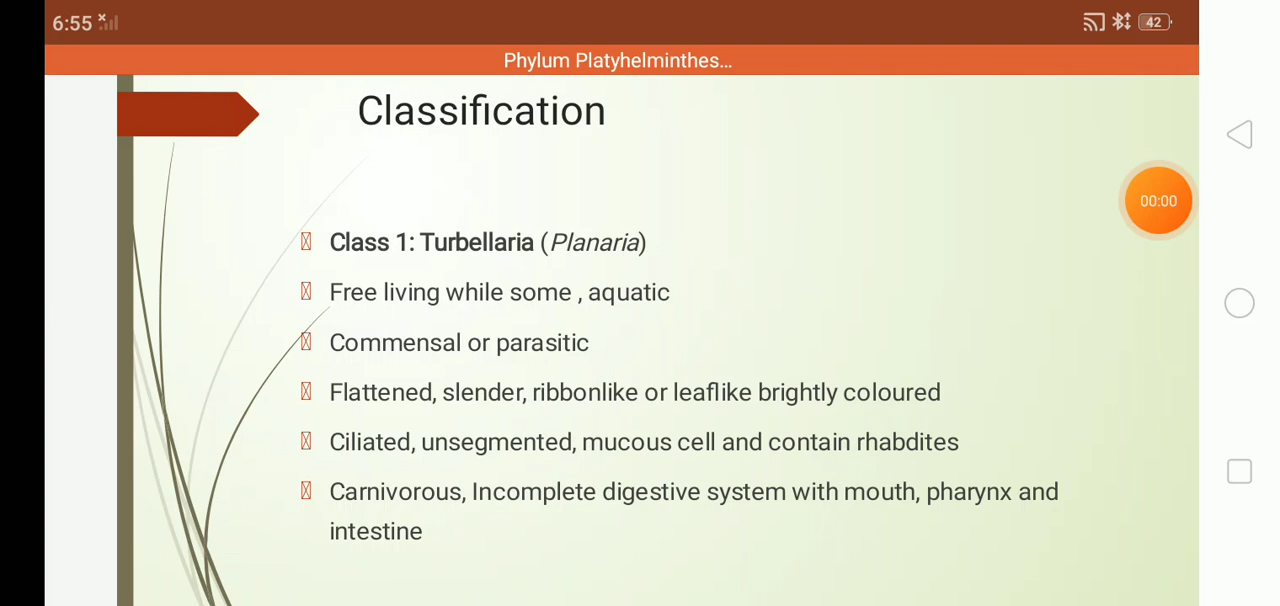 6:55
42
Phylum Platyhelminthes...
Classification
00:00
Class 1: Turbellaria (Planaria)
Free living while some , aquatic
Commensal or parasitic
Flattened, slender, ribbonlike or leaflike brightly coloured
Ciliated, unsegmented, mucous cell and contain rhabdites
Carnivorous, Incomplete digestive system with mouth, pharynx and
intestine